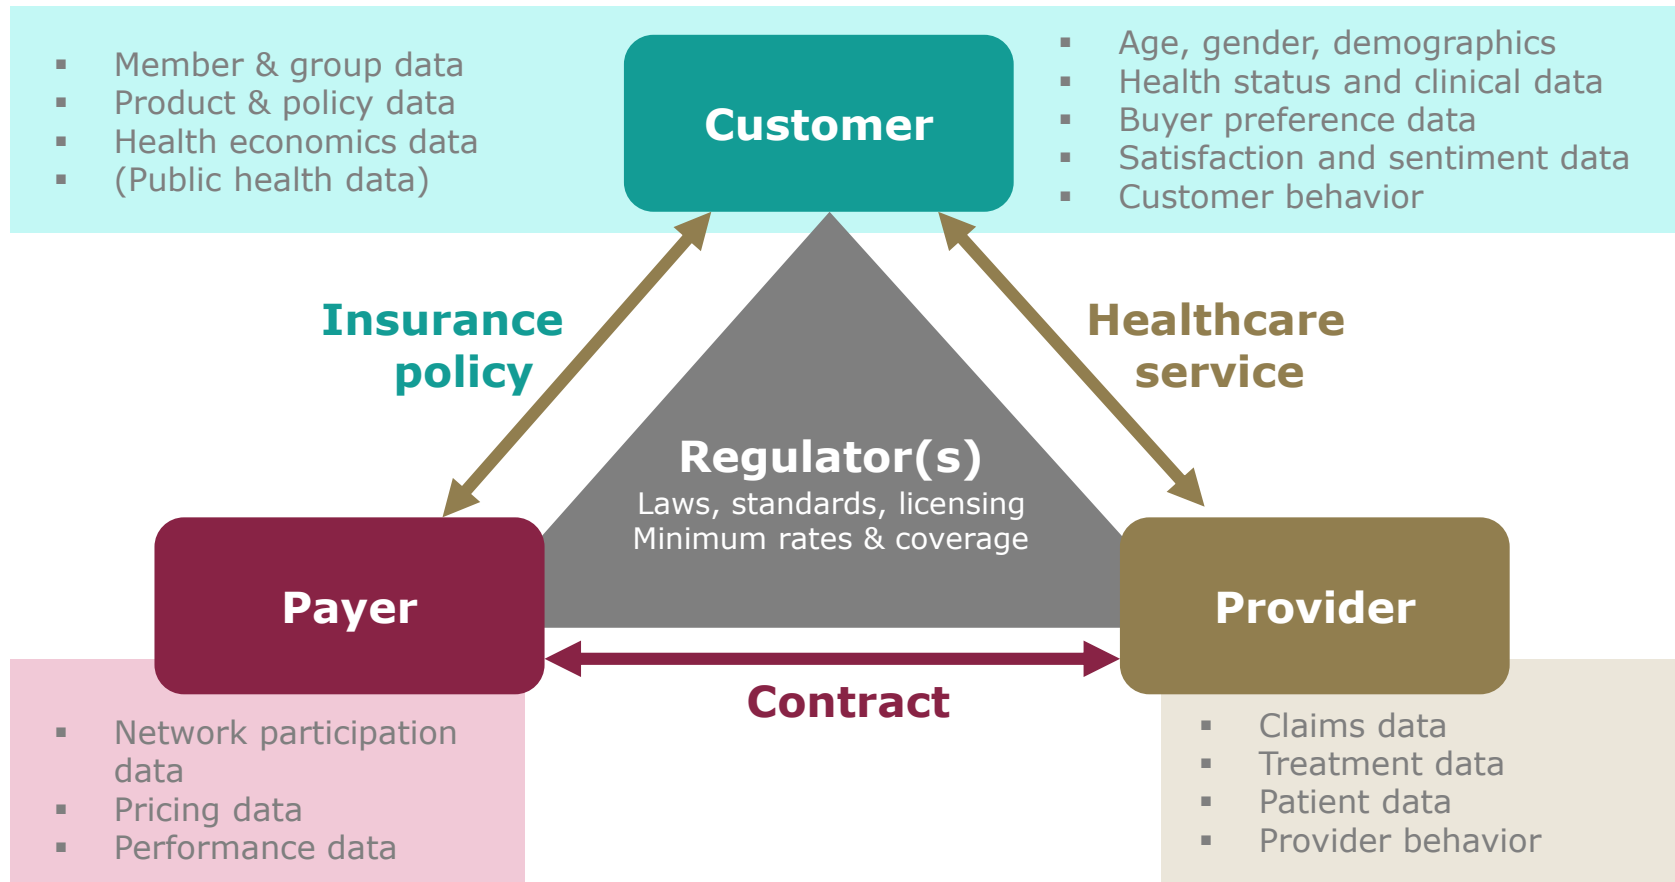 ▪ Member & group data
▪ Product & policy data
▪ Health economics data
▪ (Public health data)
Customer
▪ Age, gender, demographics
▪ Health status and clinical data
▪ Buyer preference data
▪ Satisfaction and sentiment data
▪ Customer behavior
Insurance
policy
Healthcare
service
Regulator(s)
Laws, standards, licensing
Minimum rates & coverage
Payer
Provider
Contract
▪ Network participation
data
▪ Pricing data
▪ Performance data
▪ Claims data
▪ Treatment data
▪ Patient data
▪ Provider behavior